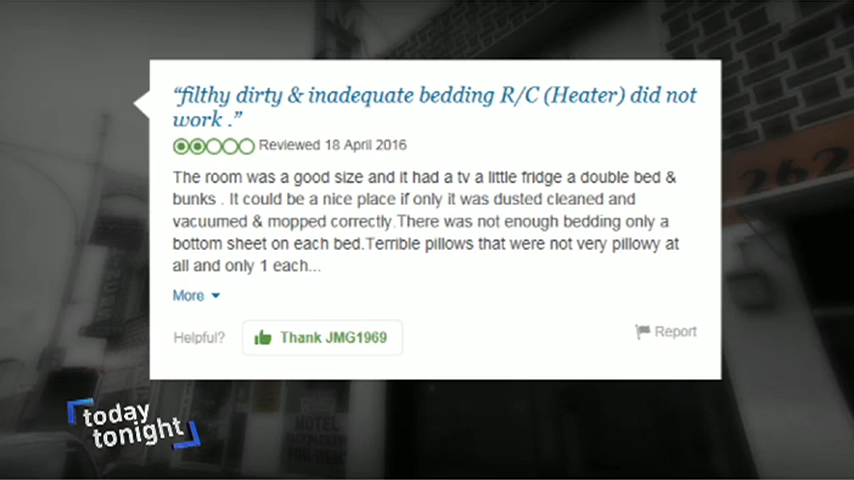 “filthy dirty & inadequate bedding R/C (Heater) did not
work .”
Reviewed 18 April 2016
The room was a good size and it had a tv a little fridge a double bed &
bunks . It could be a nice place if only it was dusted cleaned and
vacuumed & mopped correctly.There was not enough bedding only a
bottom sheet on each bed.Terrible pillows that were not very pillowy at
all and only 1 each...
More
Helpful?
Thank JMG1969
Report
262
today
tonight
HOTEL